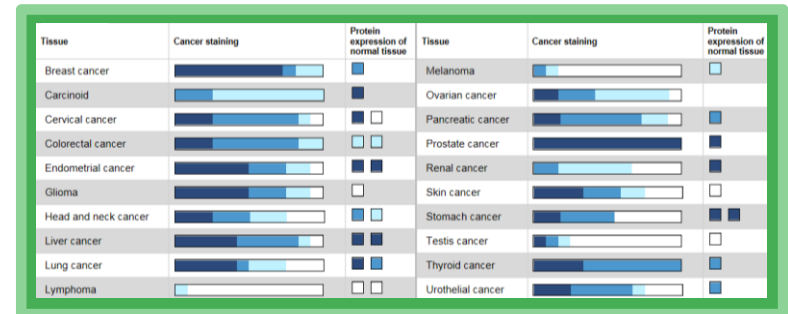 Tissue Cancer staining Protein expression of normal tissue
Breast cancer
Carcinoid
Cervical cancer
Colorectal cancer
Endometrial cancer
Glioma
Head and neck cancer
Liver cancer
Lung cancer
Lymphoma
Tissue Cancer staining Protein expression of normal tissue
Melanoma
Ovarian cancer
Pancreatic cancer
Prostate cancer
Renal cancer
Skin cancer
Stomach cancer
Testis cancer
Thyroid cancer
Urothelial cancer